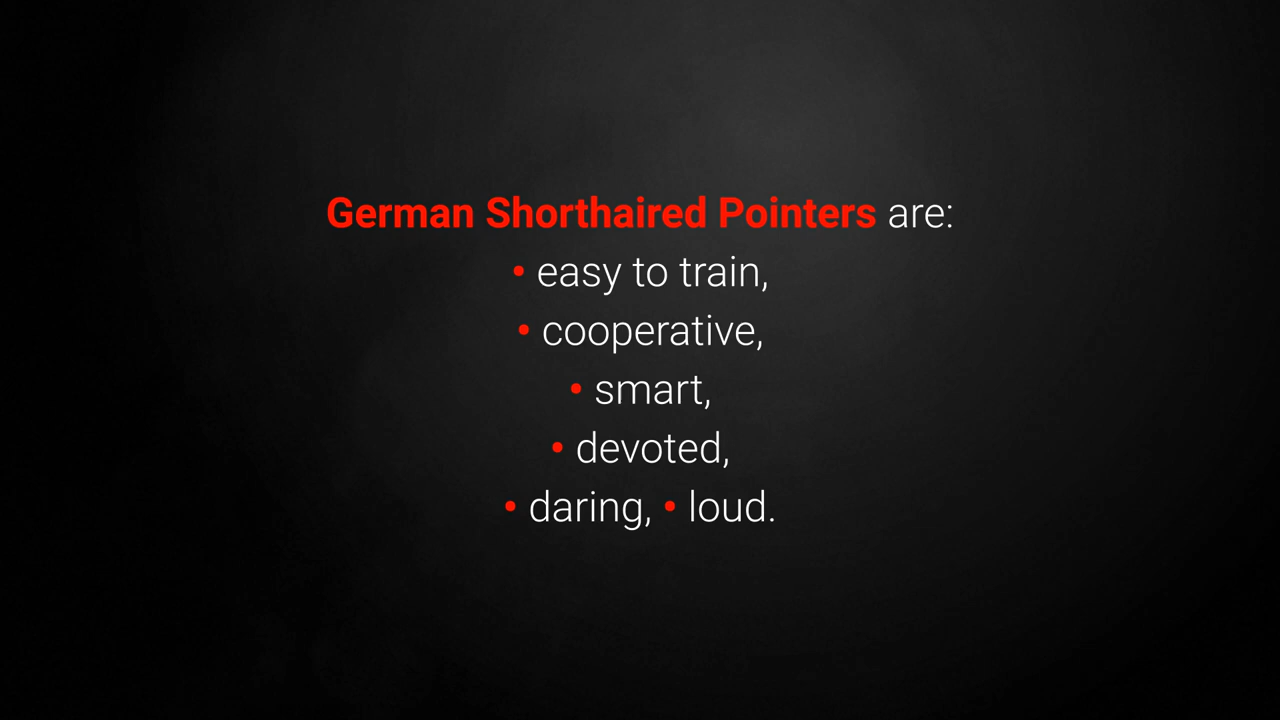 German Shorthaired Pointers are:
• easy to train,
• cooperative,
• smart,
• devoted,
• daring, • loud.